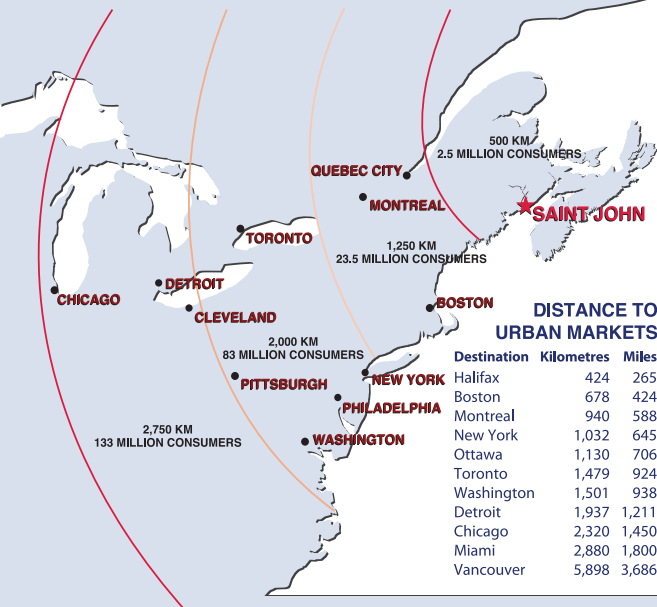 500 KM
2.5 MILLION CONSUMERS
QUEBEC CITY
MONTREAL
SAINT JOHN
TORONTO
1,250 KM
23.5 MILLION CONSUMERS
DETROIT
CHICAGO
CLEVELAND
BOSTON
2,000 KM
83 MILLION CONSUMERS
PITTSBURGH
NEW YORK
PHILADELPHIA
2,750 KM
133 MILLION CONSUMERS
WASHINGTON
DISTANCE TO
URBAN MARKETS
Destination Kilometres Miles
Halifax 424 265
Boston 678 424
Montreal 940 588
New York 1,032 645
Ottawa 1,130 706
Toronto 1,479 924
Washington 1,501 938
Detroit 1,937 1,211
Chicago 2,320 1,450
Miami 2,880 1,800
Vancouver 5,898 3,686